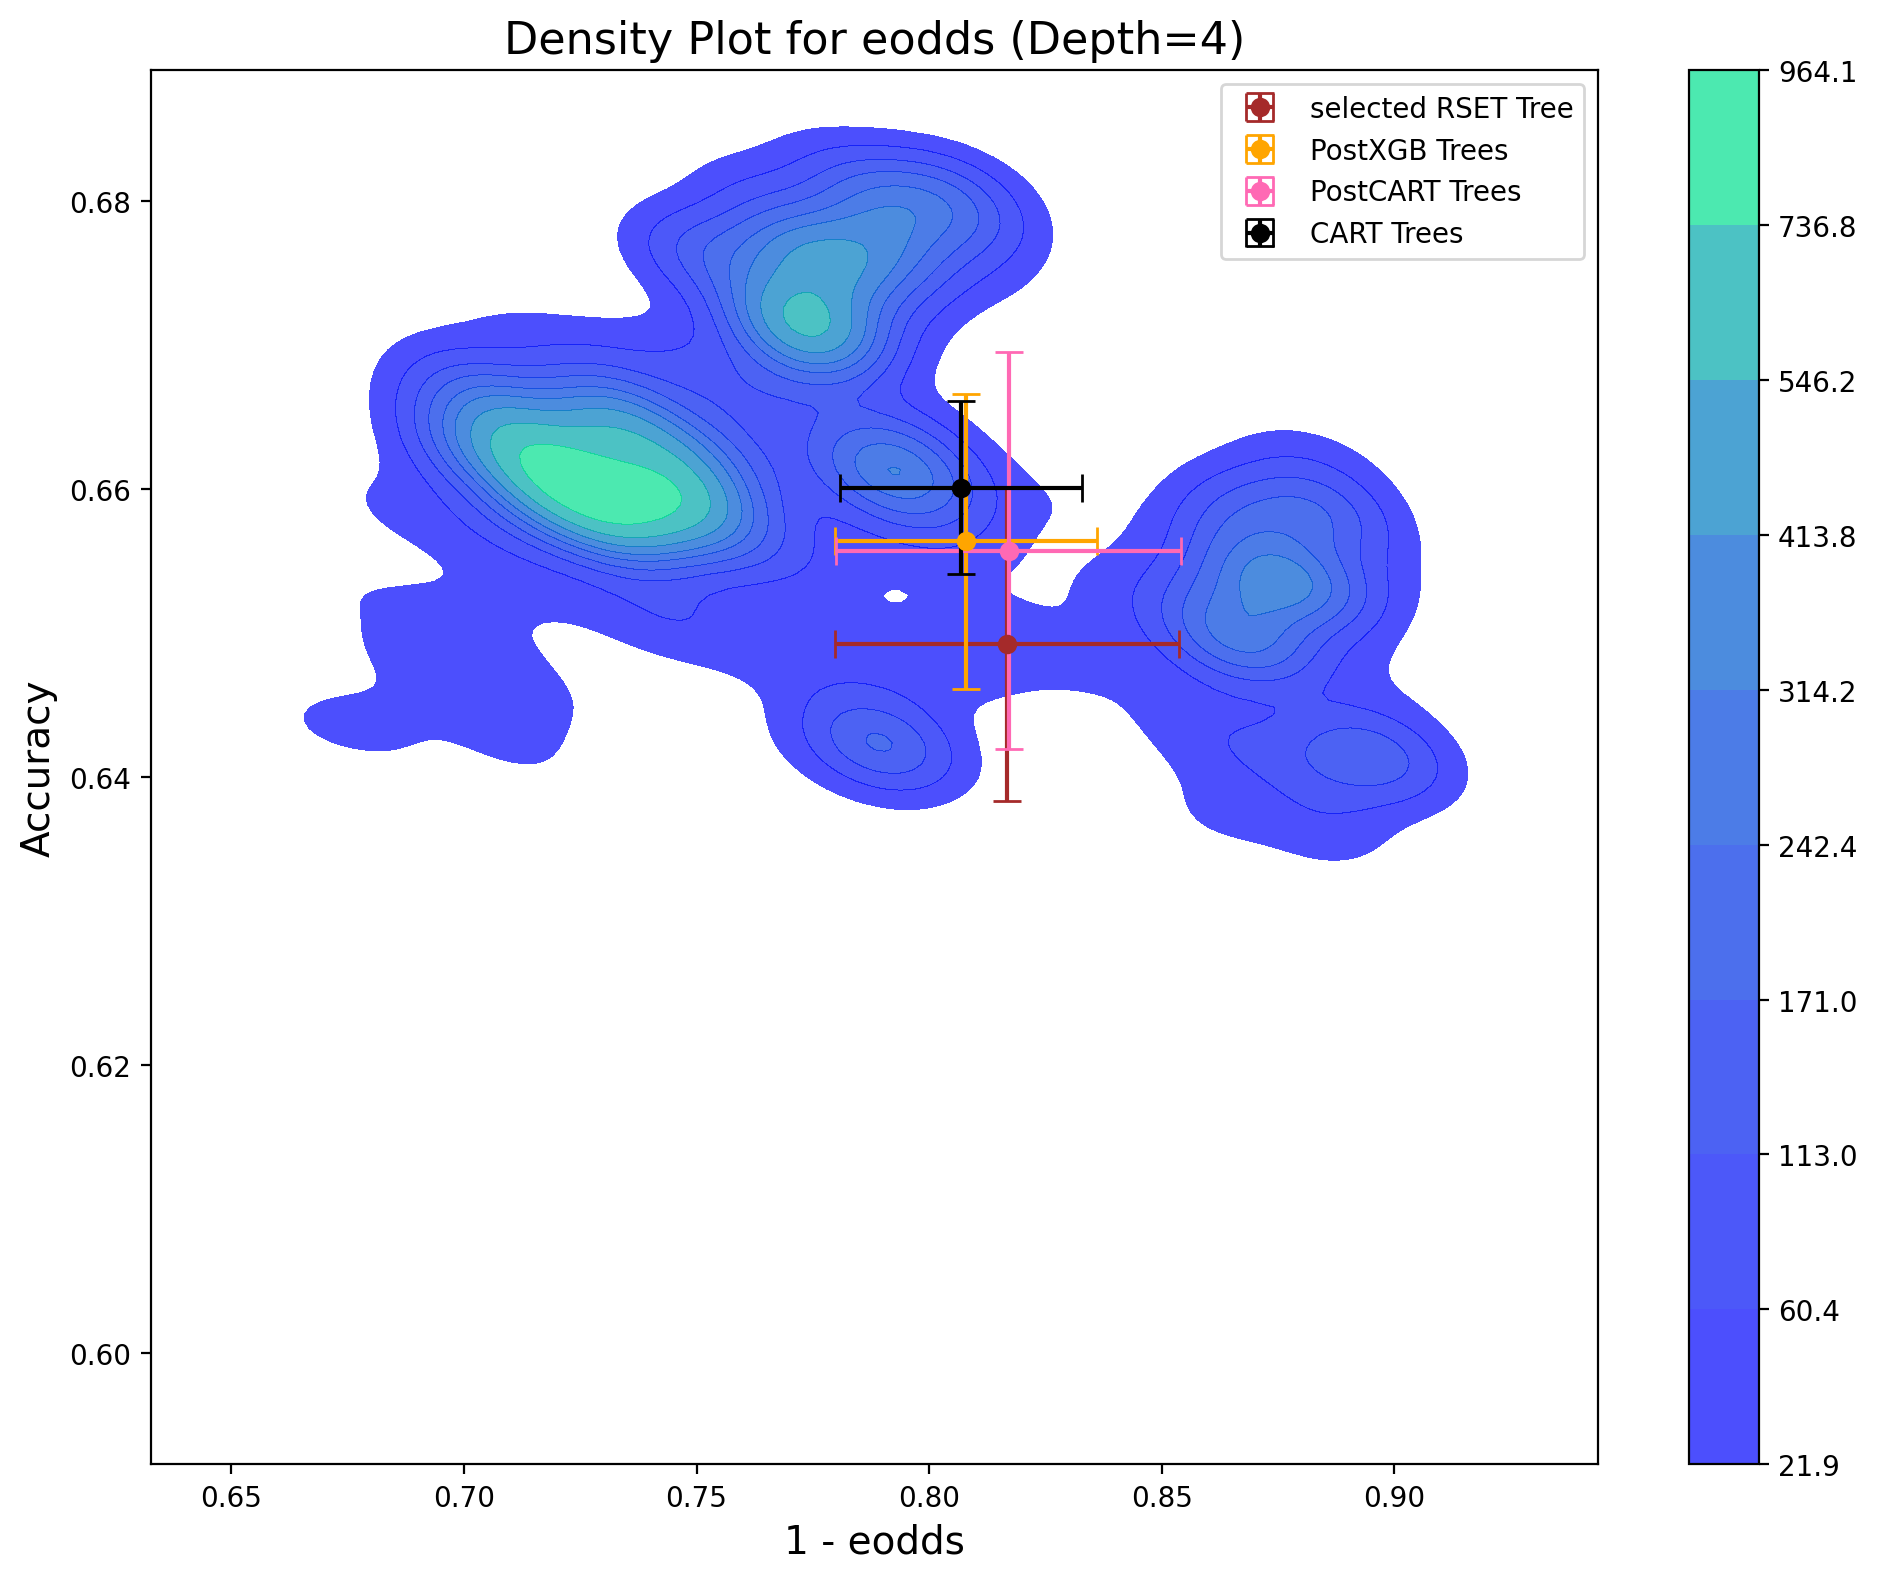 Density Plot for eodds (Depth=4)
selected RSET Tree
PostXGB Trees
PostCART Trees
CART Trees
Accuracy
0.68
0.66
0.64
0.62
0.60
0.65 0.70 0.75 0.80 0.85 0.90
1 - eodds
964.1
736.8
546.2
413.8
314.2
242.4
171.0
113.0
60.4
21.9